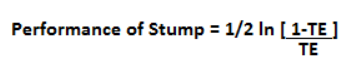 Performance of Stump = 1/2 ln [ 1-TE ]
TE